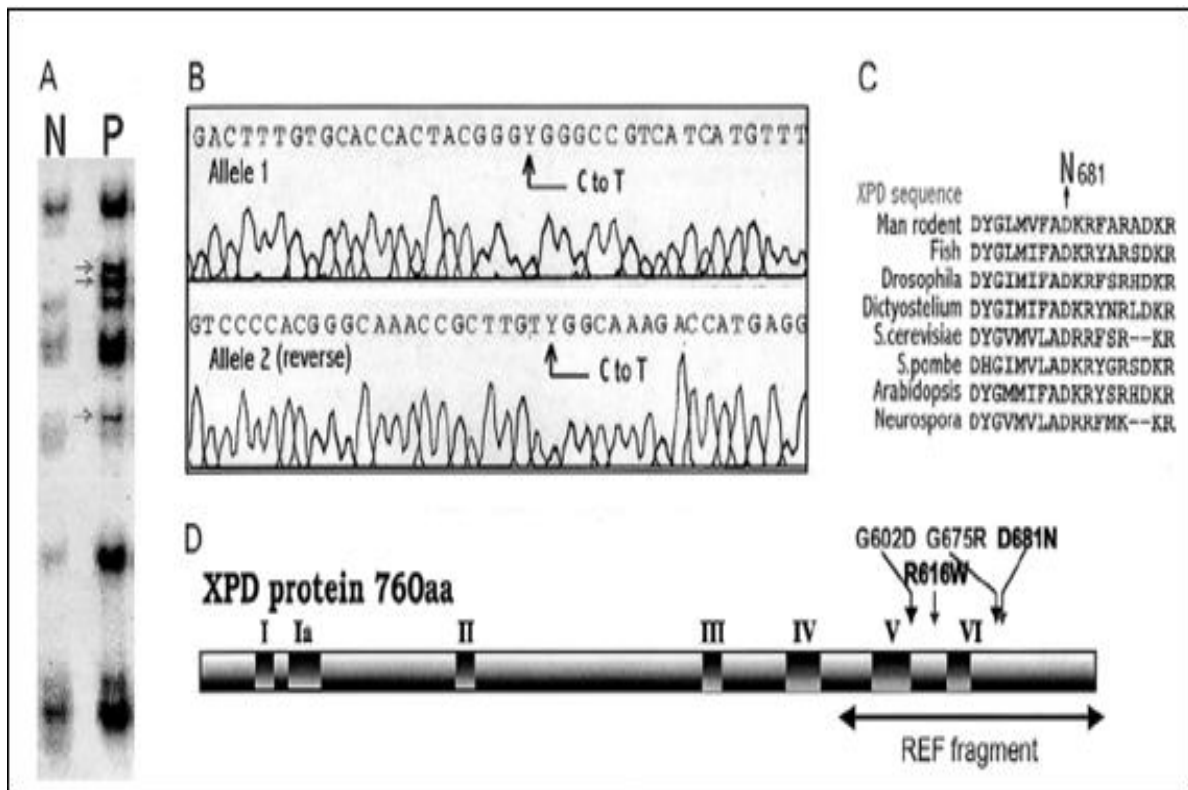 A
N P
B
GACTTTGTGCACCACTACGGGYGGGCCGTCATCATGTTT
Allele 1
C to T
GTCCCCACGGGCAAACCGCTTGTYGGCAAAGACCATGAGG
Allele 2 (reverse)
C to T
C
N681
XPD sequence
Man rodent DYGLMVFADKRFARADKR
Fish DYGLMIFADKRYARSDKR
Drosophila DYGIMIFADKRFSRHDKR
Dictyostelium DYGIMIFADKRYNRLDKR
S.cerevisiae DYGVMVLADRRFSR--KR
S.pombe DHGIMVLADKRYGRSDKR
Arabidopsis DYGMMIFADKRYSRHDKR
Neurospora DYGVMVLADRRFMK--KR
D
G602D G675R D681N
R616W
XPD protein 760aa
I Ia II III IV V VI
REF fragment